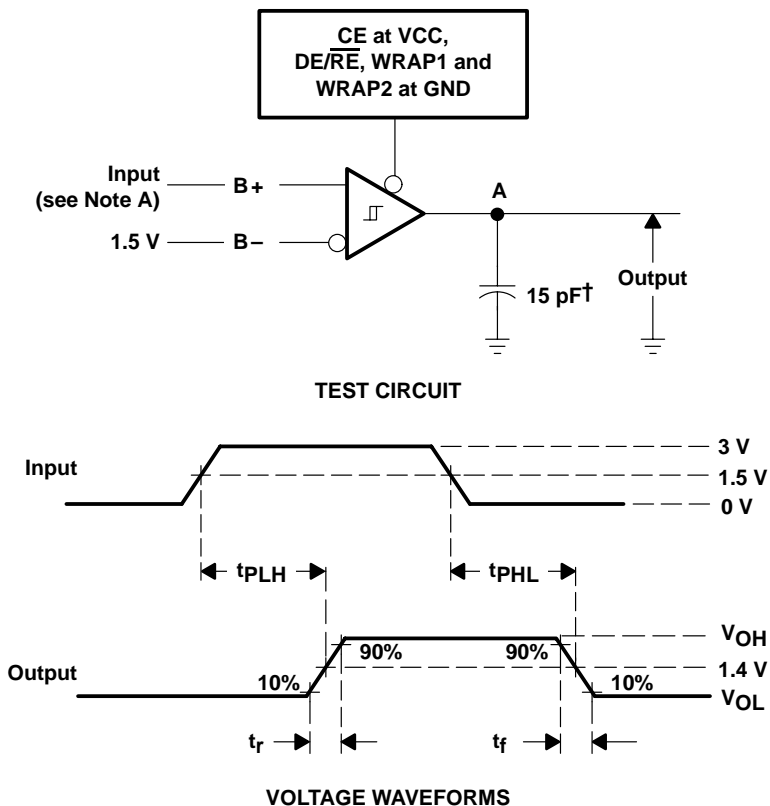 CE at VCC,
DE/R̅E̅, WRAP1 and
WRAP2 at GND
Input
(see Note A)
B+
A
1.5 V
B–
15 pF†
Output
TEST CIRCUIT
Input
3 V
1.5 V
0 V
tPLH
tPHL
Output
VOH
90%
90%
1.4 V
10%
10%
VOL
tr
tf
VOLTAGE WAVEFORMS